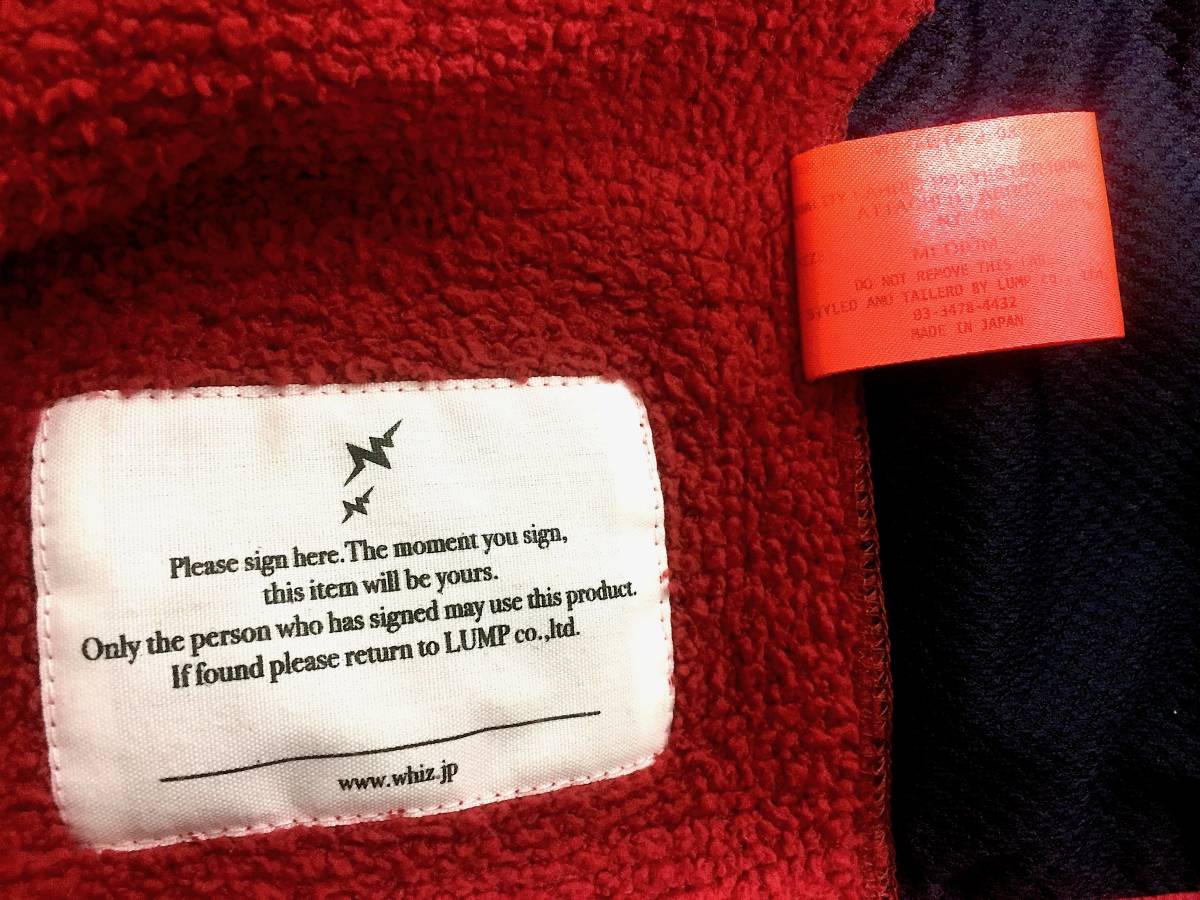 Please sign here.The moment you sign,
this item will be yours.
Only the person who has signed may use this product.
If found please return to LUMP co.,ltd.
www.whiz.jp
POLYESTER
MEDIUM
DO NOT REMOVE THIS
STYLED AND TAILERD BY LUMP CO.
03-3478-4432
MADE IN JAPAN